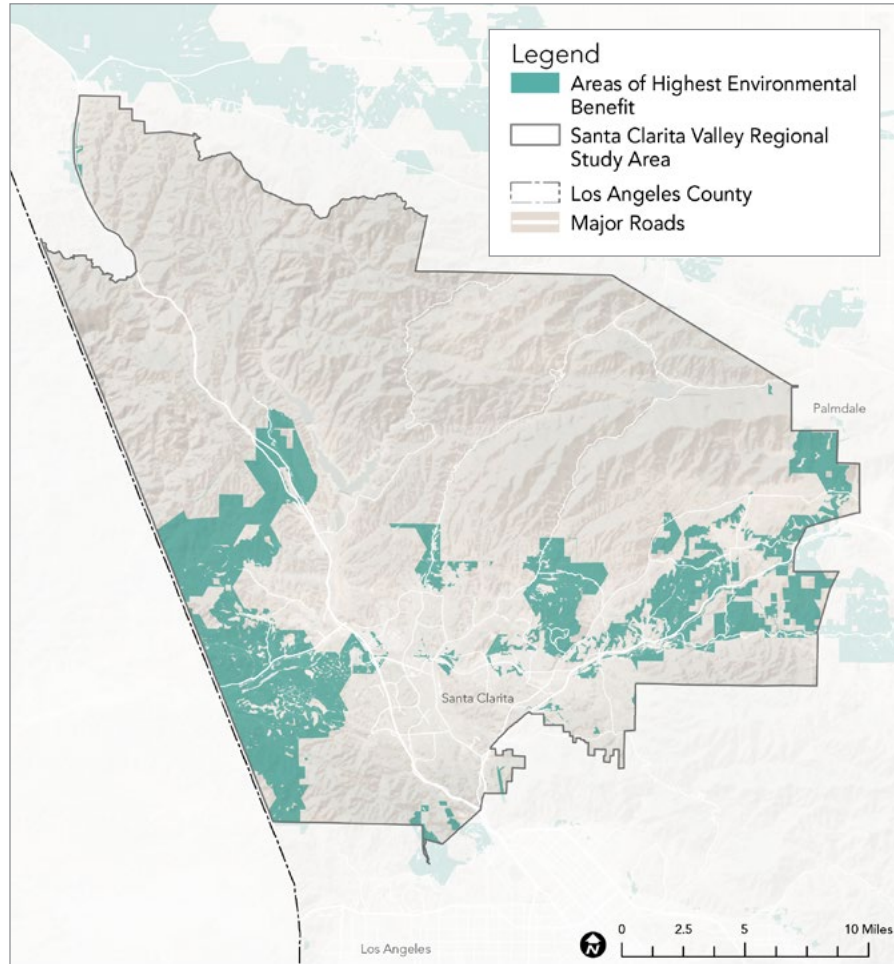 Legend
Areas of Highest Environmental
Benefit
Santa Clarita Valley Regional
Study Area
Los Angeles County
Major Roads
Palmdale
Santa Clarita
Los Angeles
N
0 2.5 5 10 Miles